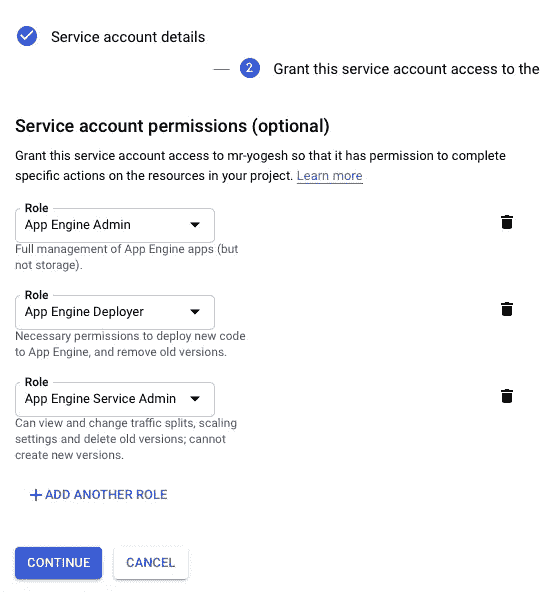 Service account details
2 Grant this service account access to the
Service account permissions (optional)
Grant this service account access to mr-yogesh so that it has permission to complete
specific actions on the resources in your project. Learn more
Role
App Engine Admin
Full management of App Engine apps (but
not storage).
Role
App Engine Deployer
Necessary permissions to deploy new code
to App Engine, and remove old versions.
Role
App Engine Service Admin
Can view and change traffic splits, scaling
settings and delete old versions; cannot
create new versions.
+ ADD ANOTHER ROLE
CONTINUE CANCEL